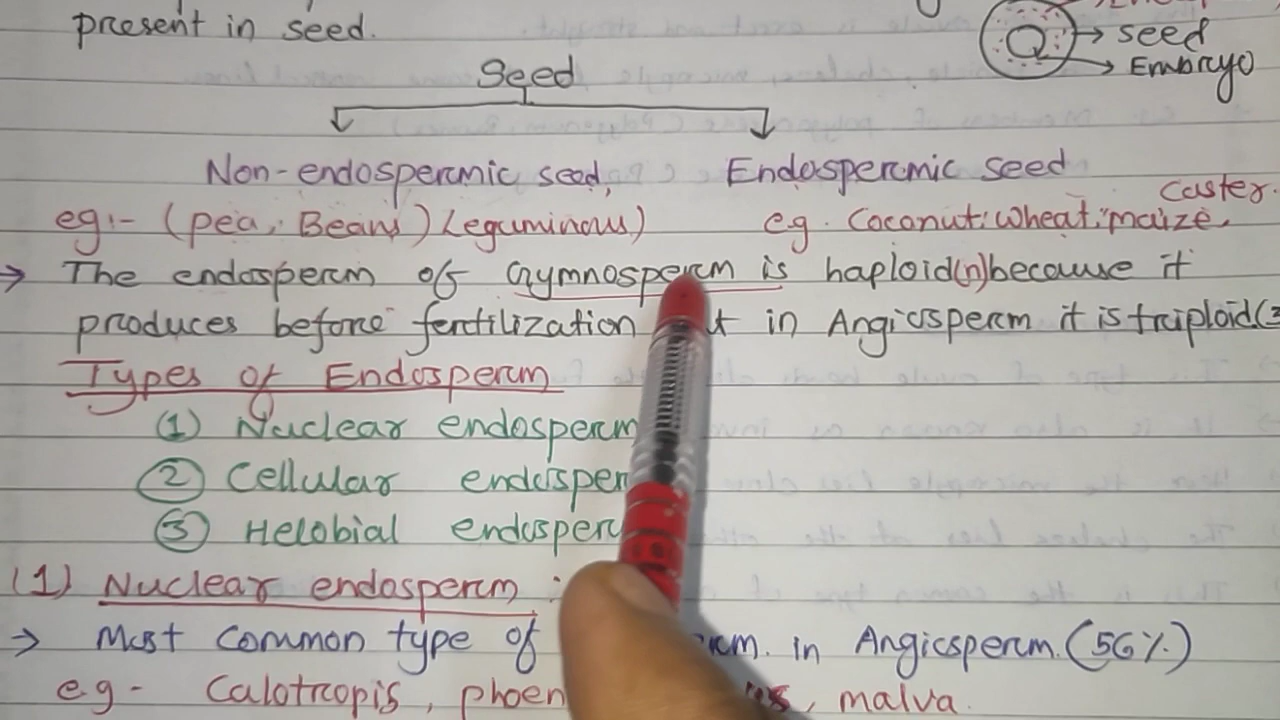 present in seed.
→ seed
→ Embryo
Seed
Non-endospermic seed, Endospermic seed
Caster.
eg:- (pea, Beans) Leguminous) eg. Coconut, wheat, maize,
→ The endosperm of Gymnosperm is haploid(n) because it
produces before fertilization in Angiosperm it is triploid(3
Types of Endosperm
(1) Nuclear endosperm
(2) Cellular
(3) Helobial
(1) Nuclear endosperm :
→ Most common type of in Angiosperm. (56%)
eg- Calotropis, malva.